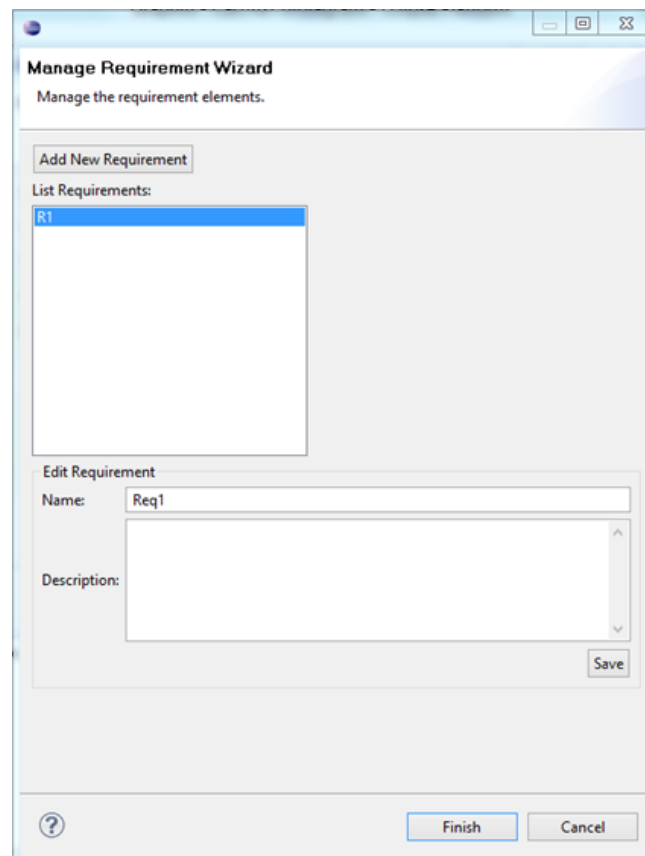 Manage Requirement Wizard
Manage the requirement elements.
Add New Requirement
List Requirements:
R1
Edit Requirement
Name: Req1
Description:
Save
Finish Cancel